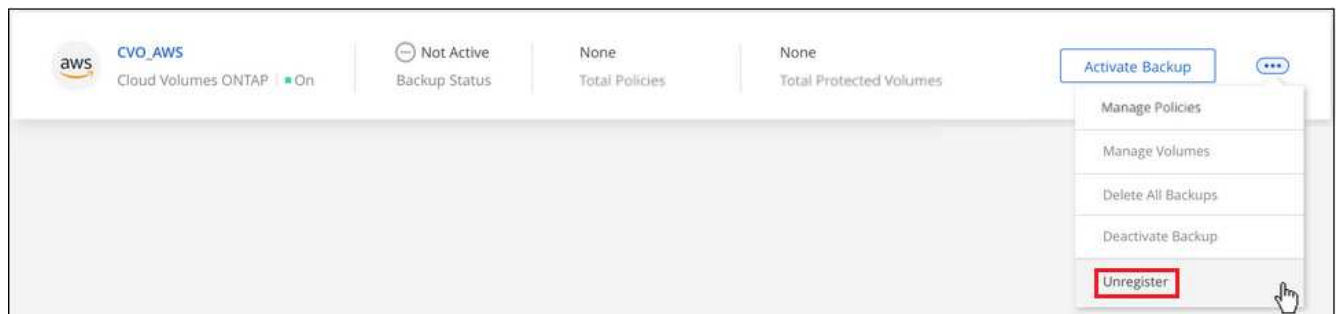 aws
CVO_AWS
Cloud Volumes ONTAP
On
Not Active
Backup Status
None
Total Policies
None
Total Protected Volumes
Activate Backup
Manage Policies
Manage Volumes
Delete All Backups
Deactivate Backup
Unregister